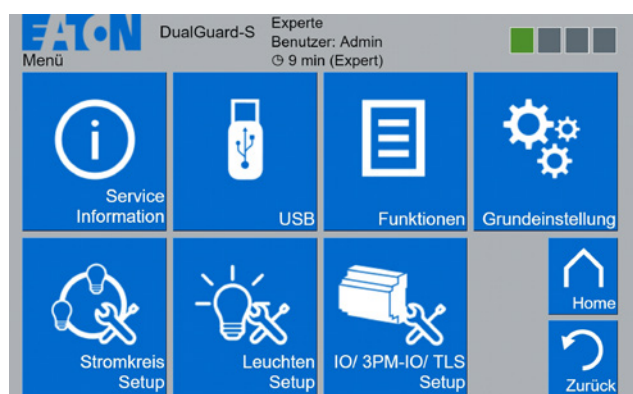 EATON
DualGuard-S
Experte
Benutzer: Admin
9 min (Expert)
Menü
Service
Information
USB
Funktionen
Grundeinstellung
Stromkreis
Setup
Leuchten
Setup
IO/ 3PM-IO/ TLS
Setup
Home
Zurück